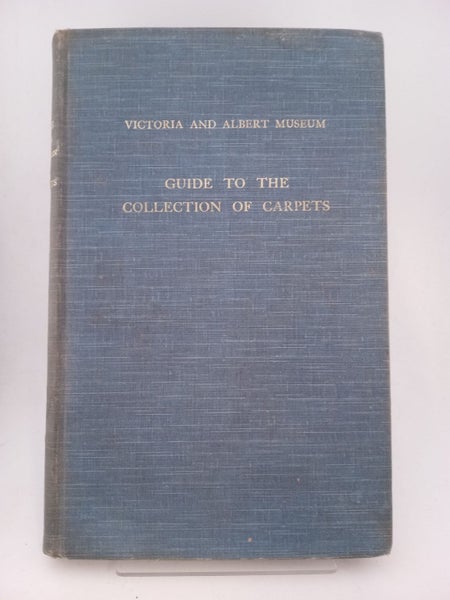 VICTORIA AND ALBERT MUSEUM
GUIDE TO THE
COLLECTION OF CARPETS